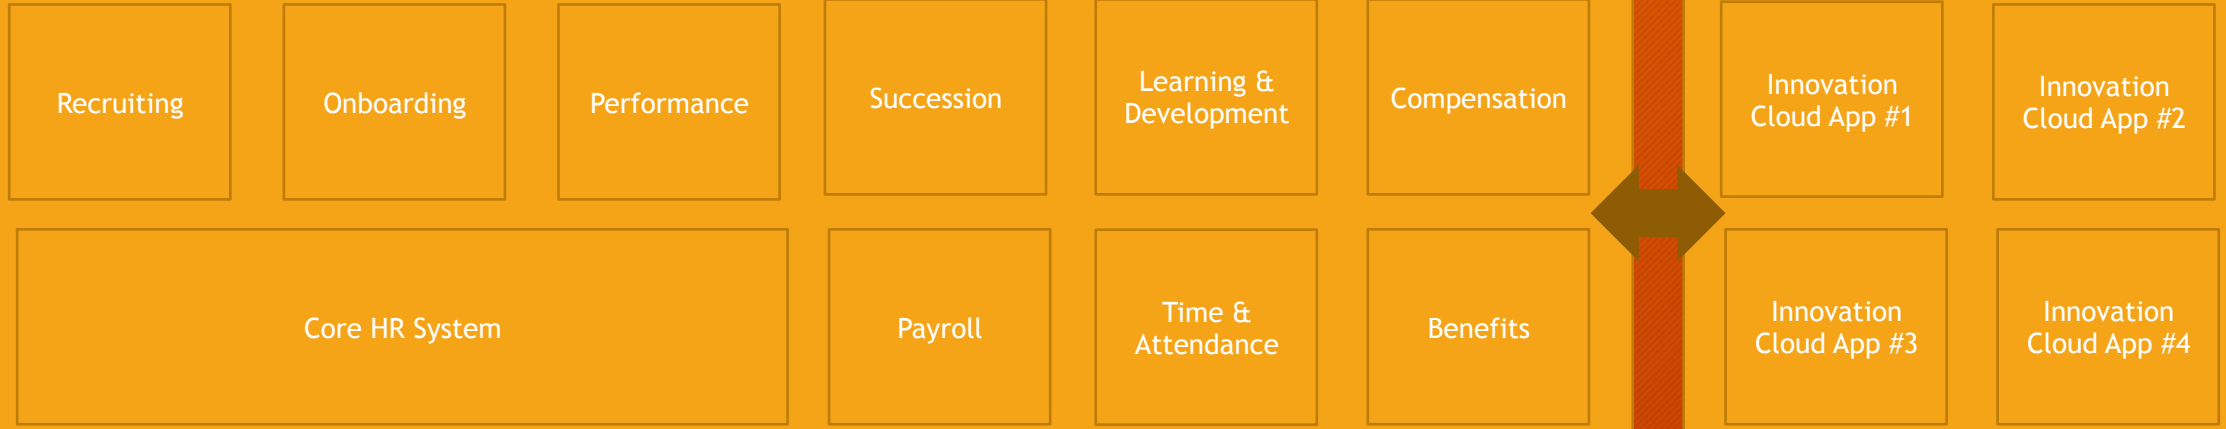 Recruiting
Onboarding
Performance
Succession
Learning &
Development
Compensation
Innovation
Cloud App #1
Innovation
Cloud App #2
Core HR System
Payroll
Time &
Attendance
Benefits
Innovation
Cloud App #3
Innovation
Cloud App #4